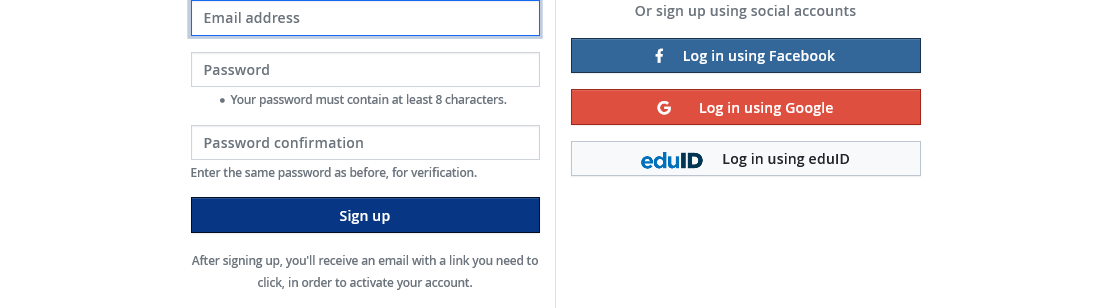 Email address
Password
• Your password must contain at least 8 characters.
Password confirmation
Enter the same password as before, for verification.
Sign up
After signing up, you'll receive an email with a link you need to
click, in order to activate your account.
Or sign up using social accounts
f Log in using Facebook
G Log in using Google
eduID Log in using eduID